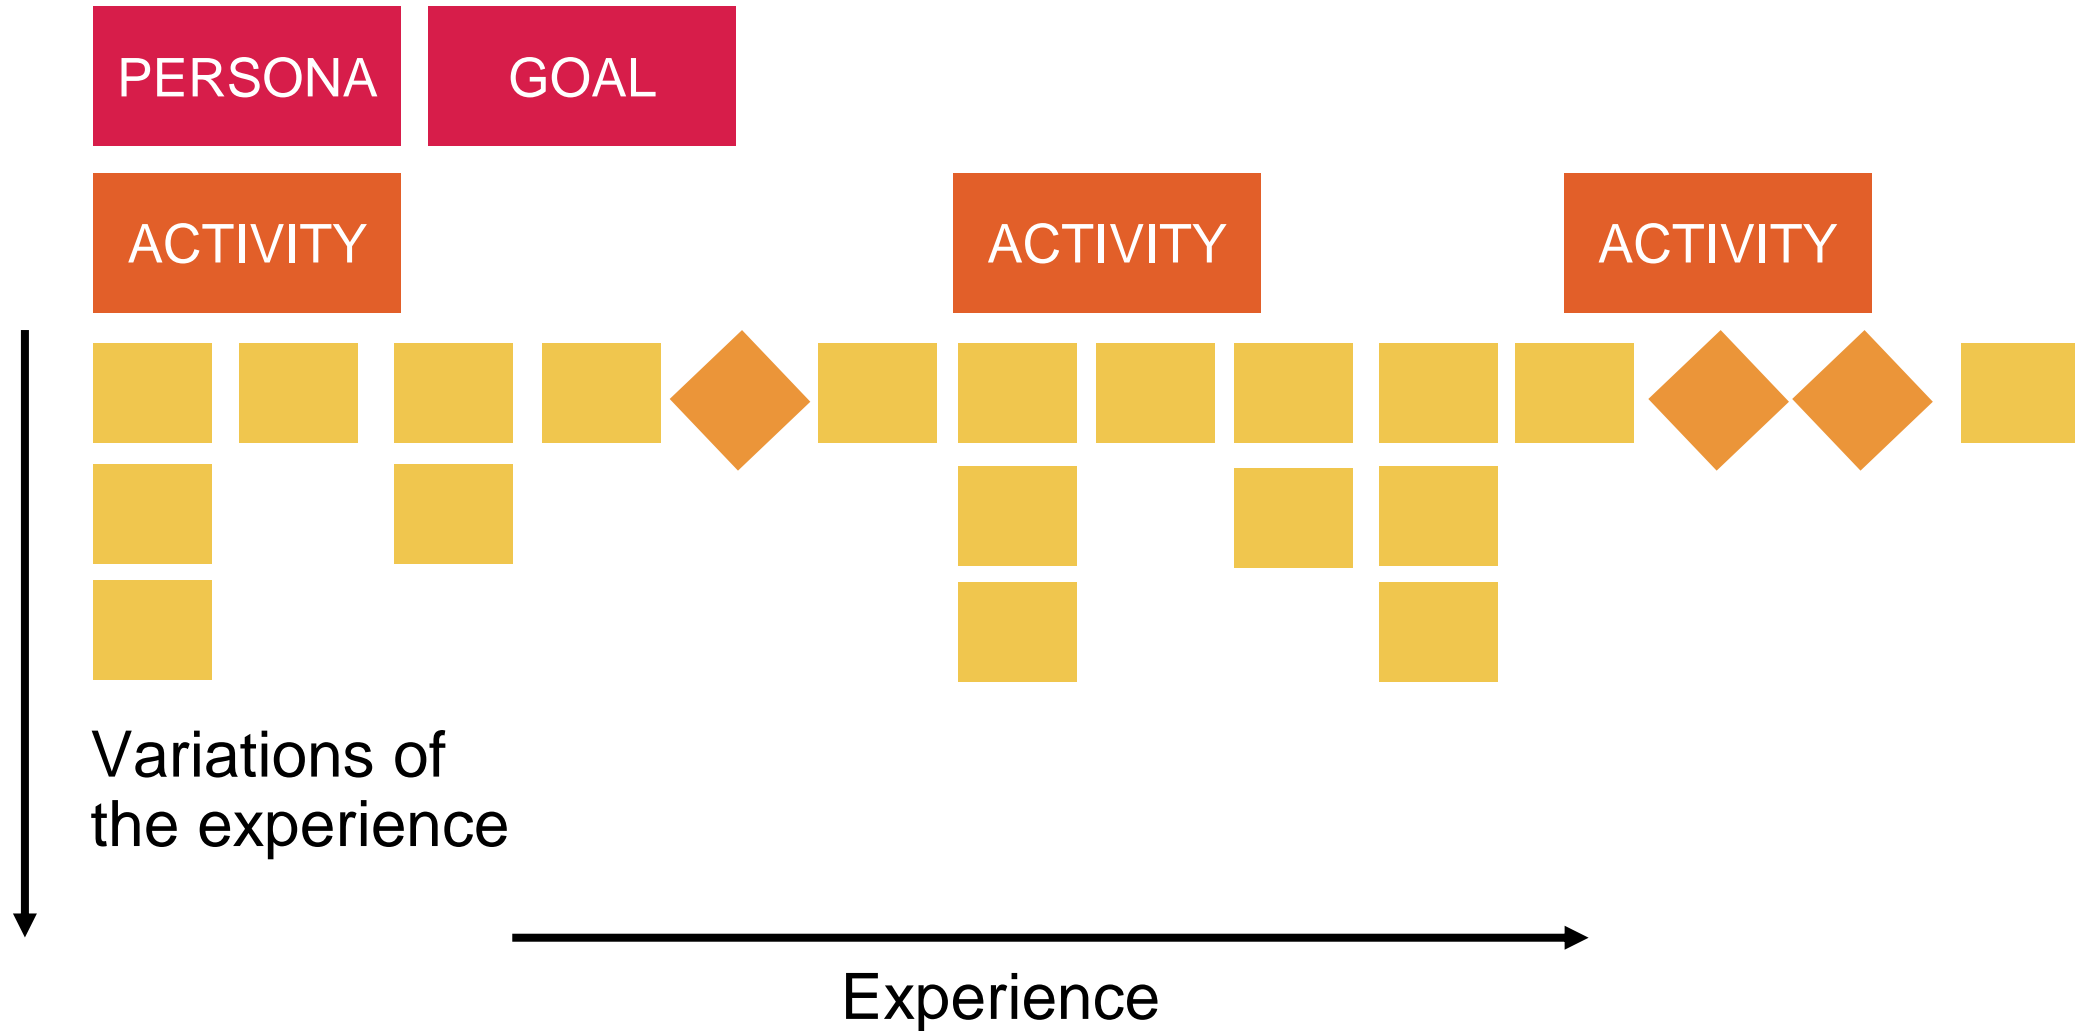 PERSONA
GOAL
ACTIVITY
ACTIVITY
ACTIVITY
Variations of
the experience
Experience